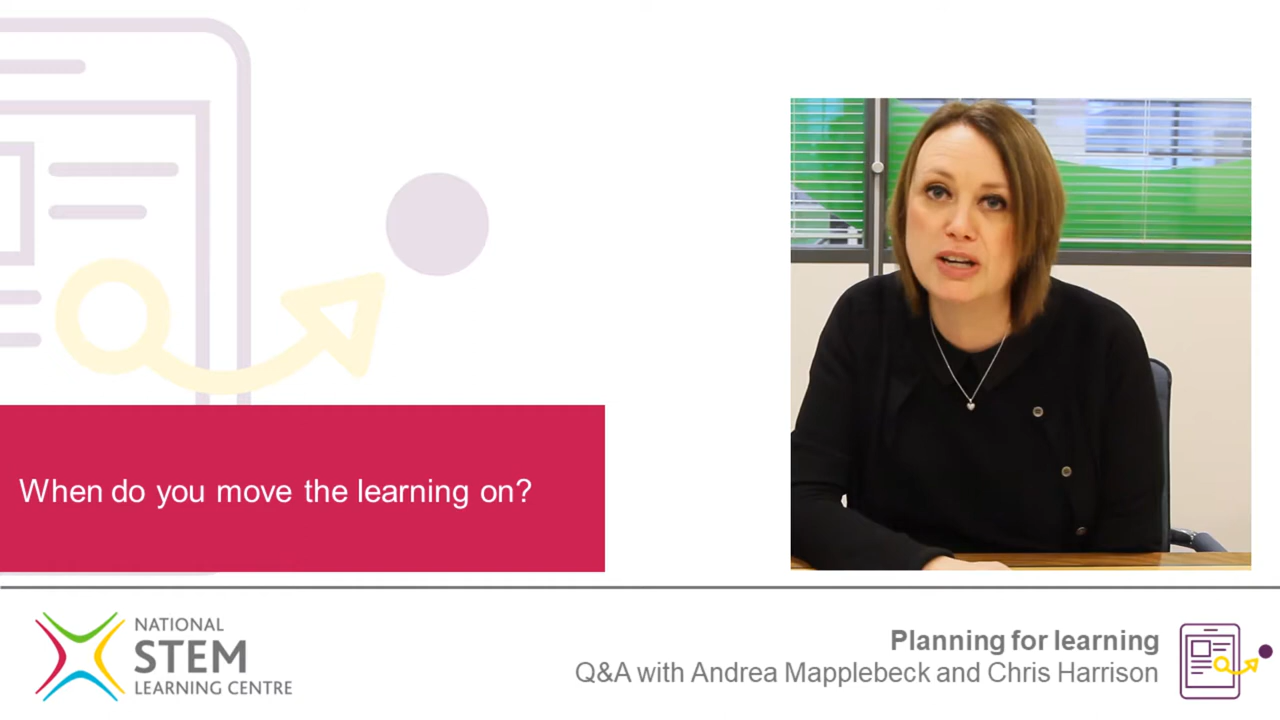 When do you move the learning on?
NATIONAL
STEM
LEARNING CENTRE
Planning for learning
Q&A with Andrea Mapplebeck and Chris Harrison